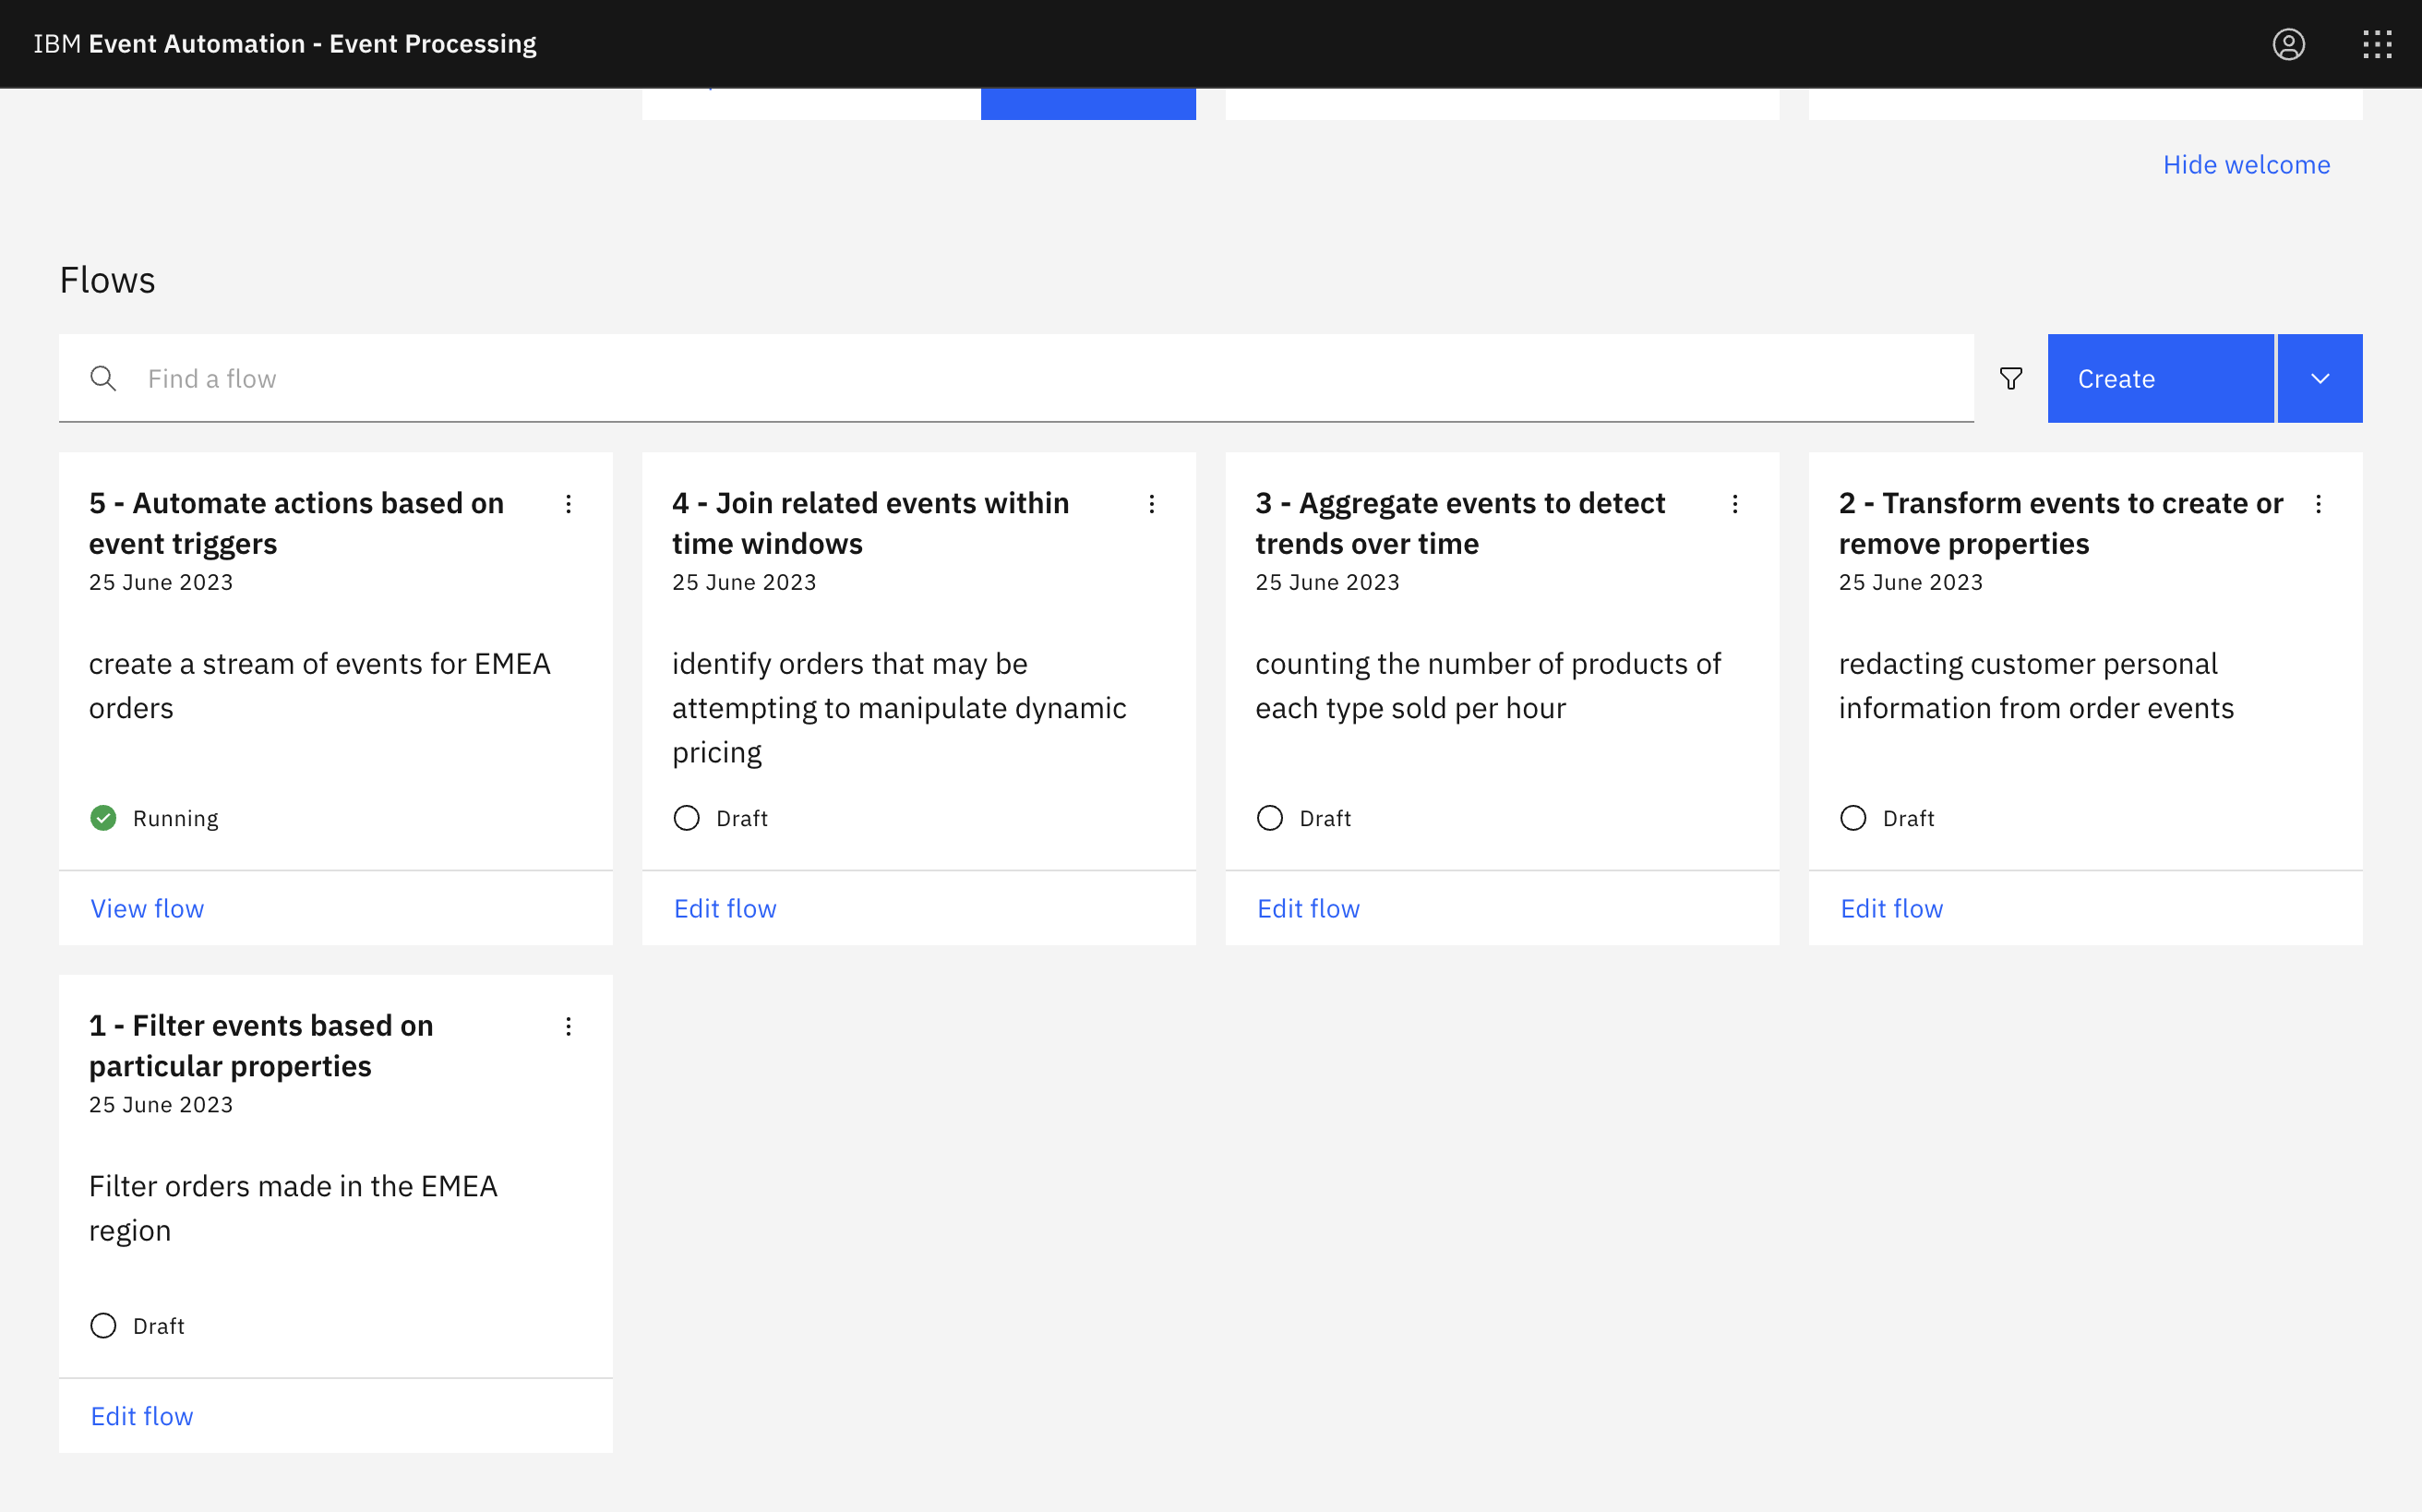 IBM Event Automation - Event Processing
Hide welcome
Flows
Find a flow
Create
5 - Automate actions based on
event triggers
25 June 2023
create a stream of events for EMEA
orders
Running
View flow
4 - Join related events within
time windows
25 June 2023
identify orders that may be
attempting to manipulate dynamic
pricing
Draft
Edit flow
3 - Aggregate events to detect
trends over time
25 June 2023
counting the number of products of
each type sold per hour
Draft
Edit flow
2 - Transform events to create or
remove properties
25 June 2023
redacting customer personal
information from order events
Draft
Edit flow
1 - Filter events based on
particular properties
25 June 2023
Filter orders made in the EMEA
region
Draft
Edit flow